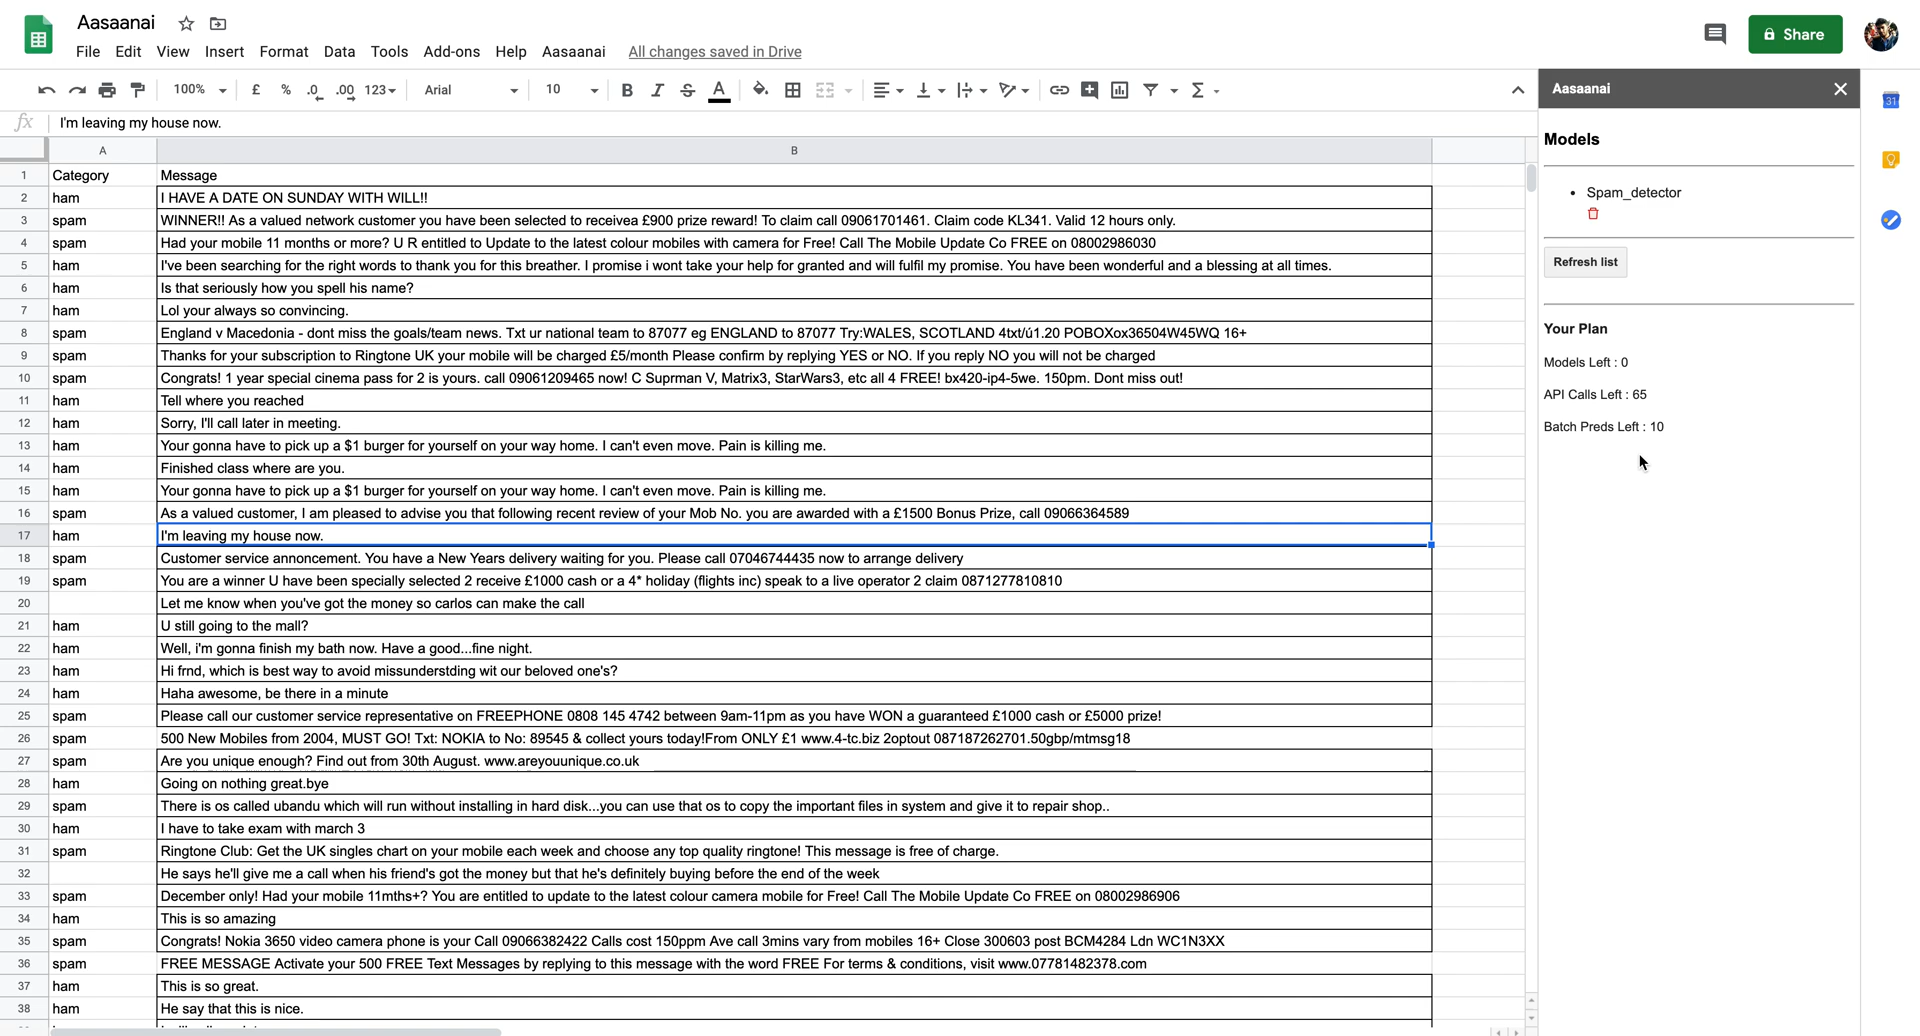 Aasaanai
File Edit View Insert Format Data Tools Add-ons Help Aasaanai All changes saved in Drive
Share
100% £ % .0 .00 123 Arial 10 B I S A Σ
fx I'm leaving my house now.
A B
1 Category Message
2 ham I HAVE A DATE ON SUNDAY WITH WILL!!
3 spam WINNER!! As a valued network customer you have been selected to receivea £900 prize reward! To claim call 09061701461. Claim code KL341. Valid 12 hours only.
4 spam Had your mobile 11 months or more? U R entitled to Update to the latest colour mobiles with camera for Free! Call The Mobile Update Co FREE on 08002986030
5 ham I've been searching for the right words to thank you for this breather. I promise i wont take your help for granted and will fulfil my promise. You have been wonderful and a blessing at all times.
6 ham Is that seriously how you spell his name?
7 ham Lol your always so convincing.
8 spam England v Macedonia - dont miss the goals/team news. Txt ur national team to 87077 eg ENGLAND to 87077 Try:WALES, SCOTLAND 4txt/ú1.20 POBOXox36504W45WQ 16+
9 spam Thanks for your subscription to Ringtone UK your mobile will be charged £5/month Please confirm by replying YES or NO. If you reply NO you will not be charged
10 spam Congrats! 1 year special cinema pass for 2 is yours. call 09061209465 now! C Suprman V, Matrix3, StarWars3, etc all 4 FREE! bx420-ip4-5we. 150pm. Dont miss out!
11 ham Tell where you reached
12 ham Sorry, I'll call later in meeting.
13 ham Your gonna have to pick up a $1 burger for yourself on your way home. I can't even move. Pain is killing me.
14 ham Finished class where are you.
15 ham Your gonna have to pick up a $1 burger for yourself on your way home. I can't even move. Pain is killing me.
16 spam As a valued customer, I am pleased to advise you that following recent review of your Mob No. you are awarded with a £1500 Bonus Prize, call 09066364589
17 ham I'm leaving my house now.
18 spam Customer service annoncement. You have a New Years delivery waiting for you. Please call 07046744435 now to arrange delivery
19 spam You are a winner U have been specially selected 2 receive £1000 cash or a 4* holiday (flights inc) speak to a live operator 2 claim 0871277810810
20 Let me know when you've got the money so carlos can make the call
21 ham U still going to the mall?
22 ham Well, i'm gonna finish my bath now. Have a good...fine night.
23 ham Hi frnd, which is best way to avoid missunderstding wit our beloved one's?
24 ham Haha awesome, be there in a minute
25 spam Please call our customer service representative on FREEPHONE 0808 145 4742 between 9am-11pm as you have WON a guaranteed £1000 cash or £5000 prize!
26 spam 500 New Mobiles from 2004, MUST GO! Txt: NOKIA to No: 89545 & collect yours today!From ONLY £1 www.4-tc.biz 2optout 087187262701.50gbp/mtmsg18
27 spam Are you unique enough? Find out from 30th August. www.areyouunique.co.uk
28 ham Going on nothing great.bye
29 spam There is os called ubandu which will run without installing in hard disk...you can use that os to copy the important files in system and give it to repair shop..
30 ham I have to take exam with march 3
31 spam Ringtone Club: Get the UK singles chart on your mobile each week and choose any top quality ringtone! This message is free of charge.
32 He says he'll give me a call when his friend's got the money but that he's definitely buying before the end of the week
33 spam December only! Had your mobile 11mths+? You are entitled to update to the latest colour camera mobile for Free! Call The Mobile Update Co FREE on 08002986906
34 ham This is so amazing
35 spam Congrats! Nokia 3650 video camera phone is your Call 09066382422 Calls cost 150ppm Ave call 3mins vary from mobiles 16+ Close 300603 post BCM4284 Ldn WC1N3XX
36 spam FREE MESSAGE Activate your 500 FREE Text Messages by replying to this message with the word FREE For terms & conditions, visit www.07781482378.com
37 ham This is so great.
38 ham He say that this is nice.
Aasaanai
Models
• Spam_detector
Refresh list
Your Plan
Models Left : 0
API Calls Left : 65
Batch Preds Left : 10
31